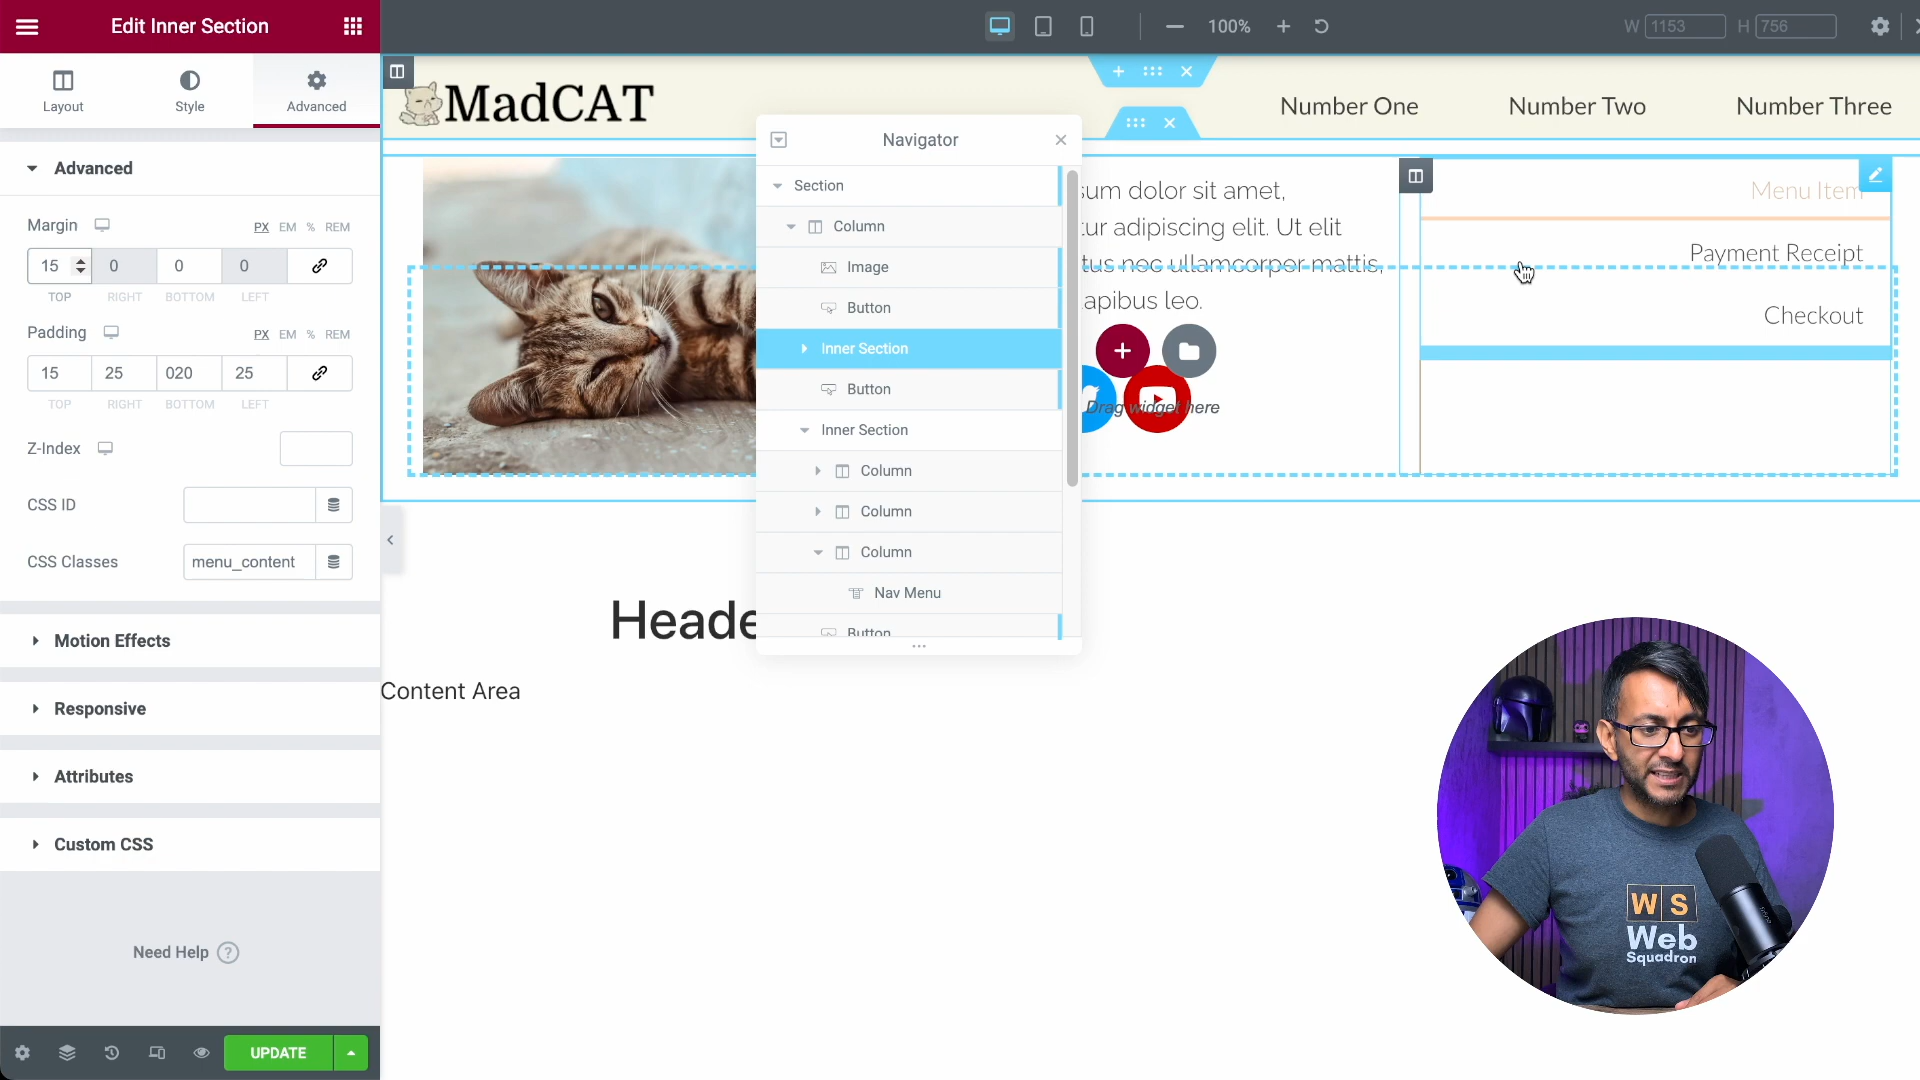 Edit Inner Section
100%
W 1153 H 756
Layout
Style
Advanced
Advanced
Margin
PX EM % REM
15 0 0 0
TOP RIGHT BOTTOM LEFT
Padding
PX EM % REM
15 25 020 25
TOP RIGHT BOTTOM LEFT
Z-Index
CSS ID
CSS Classes
menu_content
Motion Effects
Responsive
Attributes
Custom CSS
Need Help ?
UPDATE
MadCAT
Number One
Number Two
Number Three
Navigator
Section
Column
Image
Button
Inner Section
Button
Inner Section
Column
Column
Column
Nav Menu
Button
sum dolor sit amet,
tur adipiscing elit. Ut elit
tus nec ullamcorper mattis,
apibus leo.
Drag widget here
Menu Item
Payment Receipt
Checkout
Heade
Content Area
W S
Web
Squadron